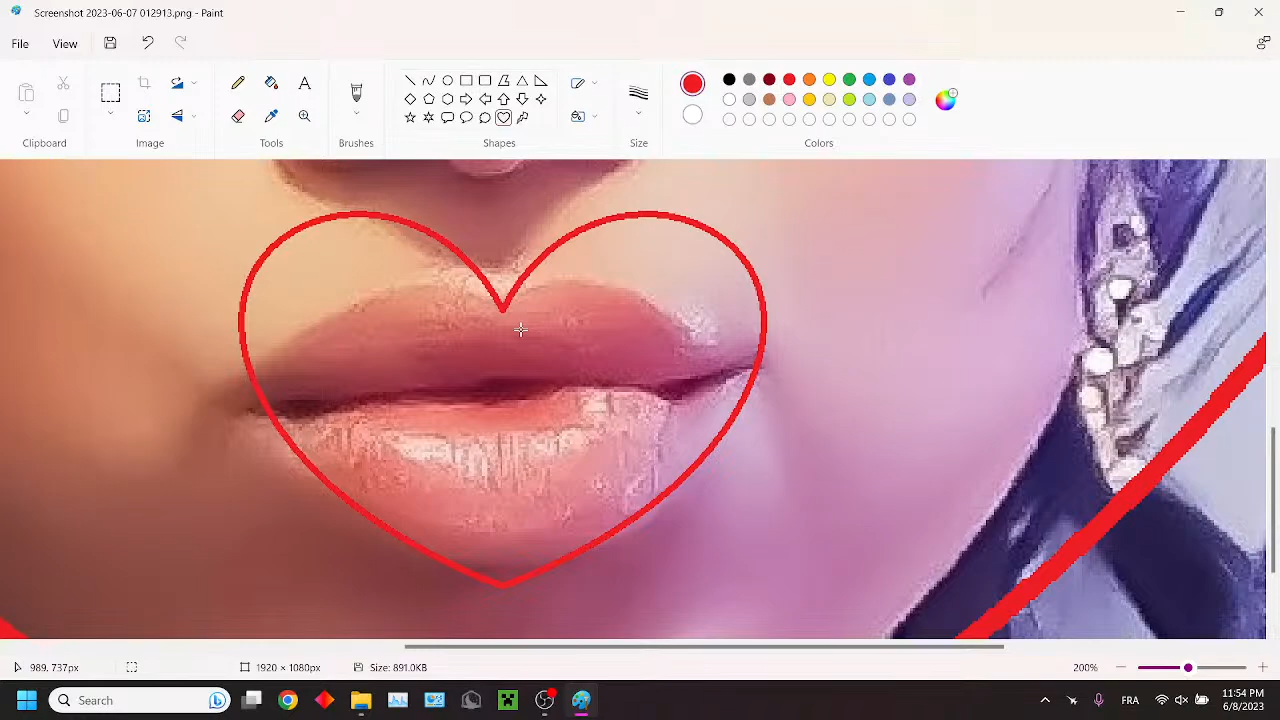 Screenshot 2023-06-07 012913.png - Paint
File View
A
Clipboard Image Tools Brushes Shapes Size Colors
989, 737px 1920 × 1080px Size: 891.0KB 200%
Search FRA 11:54 PM
6/8/2023